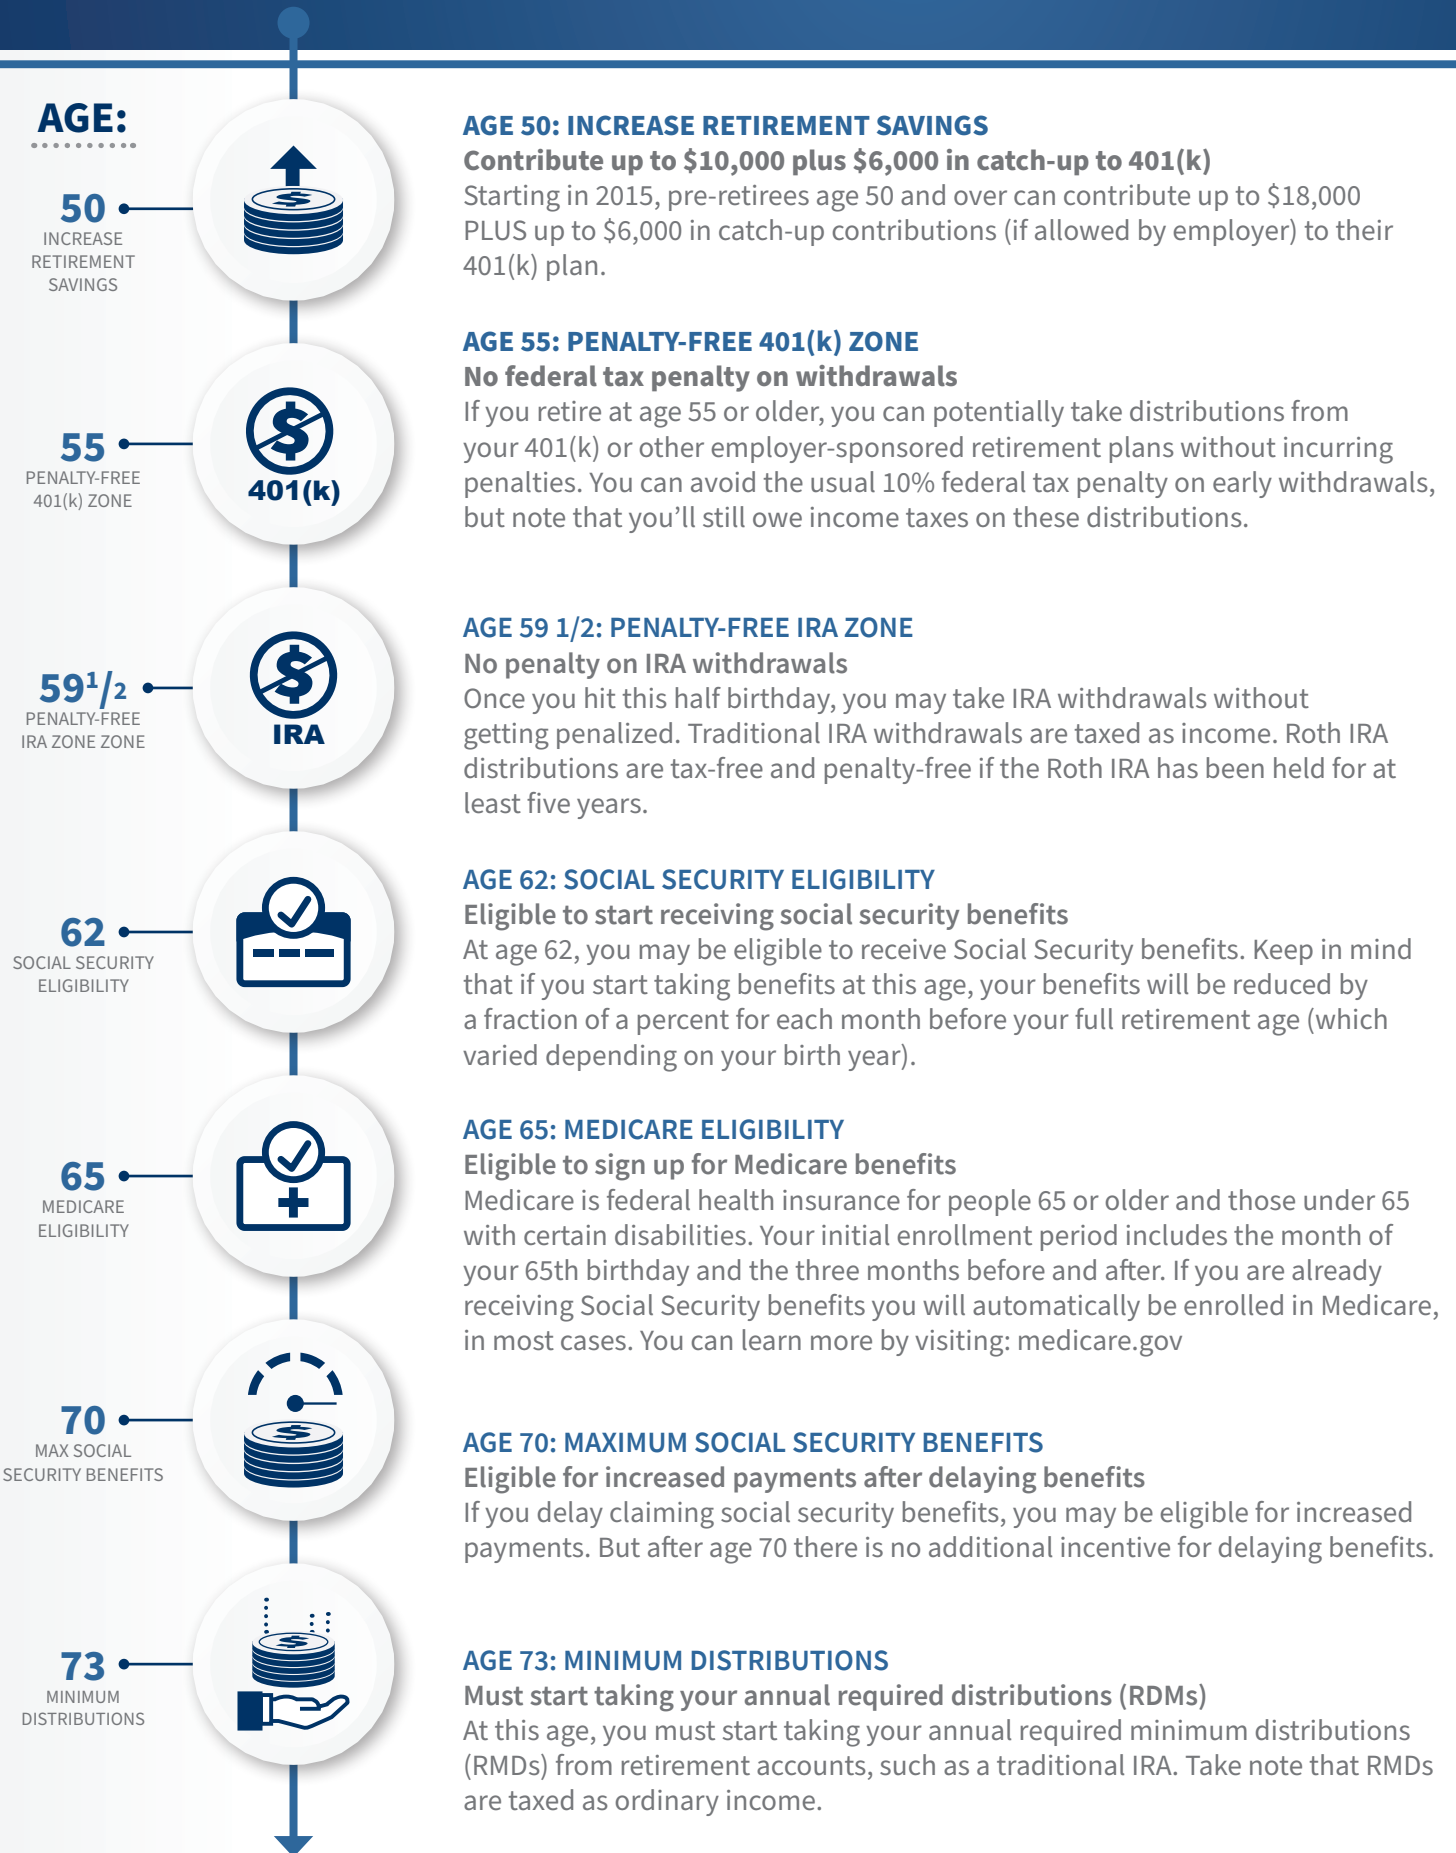 AGE:
50
INCREASE
RETIREMENT
SAVINGS
AGE 50: INCREASE RETIREMENT SAVINGS
Contribute up to $10,000 plus $6,000 in catch-up to 401(k)
Starting in 2015, pre-retirees age 50 and over can contribute up to $18,000
PLUS up to $6,000 in catch-up contributions (if allowed by employer) to their
401(k) plan.
55
PENALTY-FREE
401(k) ZONE
$
401(k)
AGE 55: PENALTY-FREE 401(k) ZONE
No federal tax penalty on withdrawals
If you retire at age 55 or older, you can potentially take distributions from
your 401(k) or other employer-sponsored retirement plans without incurring
penalties. You can avoid the usual 10% federal tax penalty on early withdrawals,
but note that you’ll still owe income taxes on these distributions.
59 1/2
PENALTY-FREE
IRA ZONE ZONE
$
IRA
AGE 59 1/2: PENALTY-FREE IRA ZONE
No penalty on IRA withdrawals
Once you hit this half birthday, you may take IRA withdrawals without
getting penalized. Traditional IRA withdrawals are taxed as income. Roth IRA
distributions are tax-free and penalty-free if the Roth IRA has been held for at
least five years.
62
SOCIAL SECURITY
ELIGIBILITY
AGE 62: SOCIAL SECURITY ELIGIBILITY
Eligible to start receiving social security benefits
At age 62, you may be eligible to receive Social Security benefits. Keep in mind
that if you start taking benefits at this age, your benefits will be reduced by
a fraction of a percent for each month before your full retirement age (which
varied depending on your birth year).
65
MEDICARE
ELIGIBILITY
AGE 65: MEDICARE ELIGIBILITY
Eligible to sign up for Medicare benefits
Medicare is federal health insurance for people 65 or older and those under 65
with certain disabilities. Your initial enrollment period includes the month of
your 65th birthday and the three months before and after. If you are already
receiving Social Security benefits you will automatically be enrolled in Medicare,
in most cases. You can learn more by visiting: medicare.gov
70
MAX SOCIAL
SECURITY BENEFITS
$
AGE 70: MAXIMUM SOCIAL SECURITY BENEFITS
Eligible for increased payments after delaying benefits
If you delay claiming social security benefits, you may be eligible for increased
payments. But after age 70 there is no additional incentive for delaying benefits.
73
MINIMUM
DISTRIBUTIONS
$
AGE 73: MINIMUM DISTRIBUTIONS
Must start taking your annual required distributions (RDMs)
At this age, you must start taking your annual required minimum distributions
(RMDs) from retirement accounts, such as a traditional IRA. Take note that RMDs
are taxed as ordinary income.